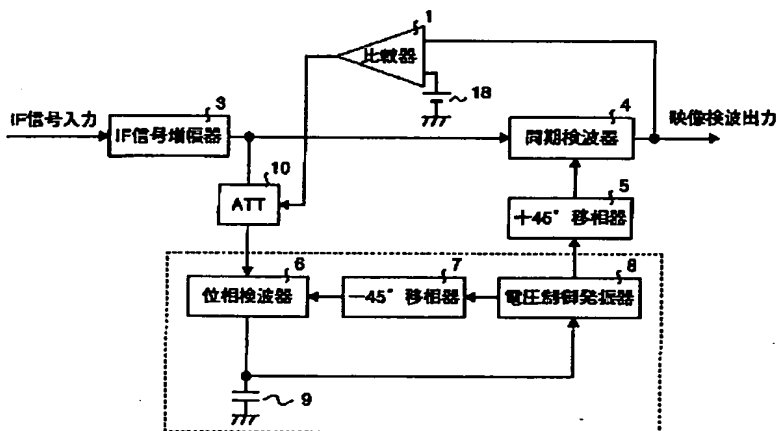 1
比較器
18
IF信号入力
3
IF信号増幅器
4
同期検波器
映像検波出力
10
ATT
5
+45° 移相器
6
位相検波器
7
-45° 移相器
8
電圧制御発振器
9